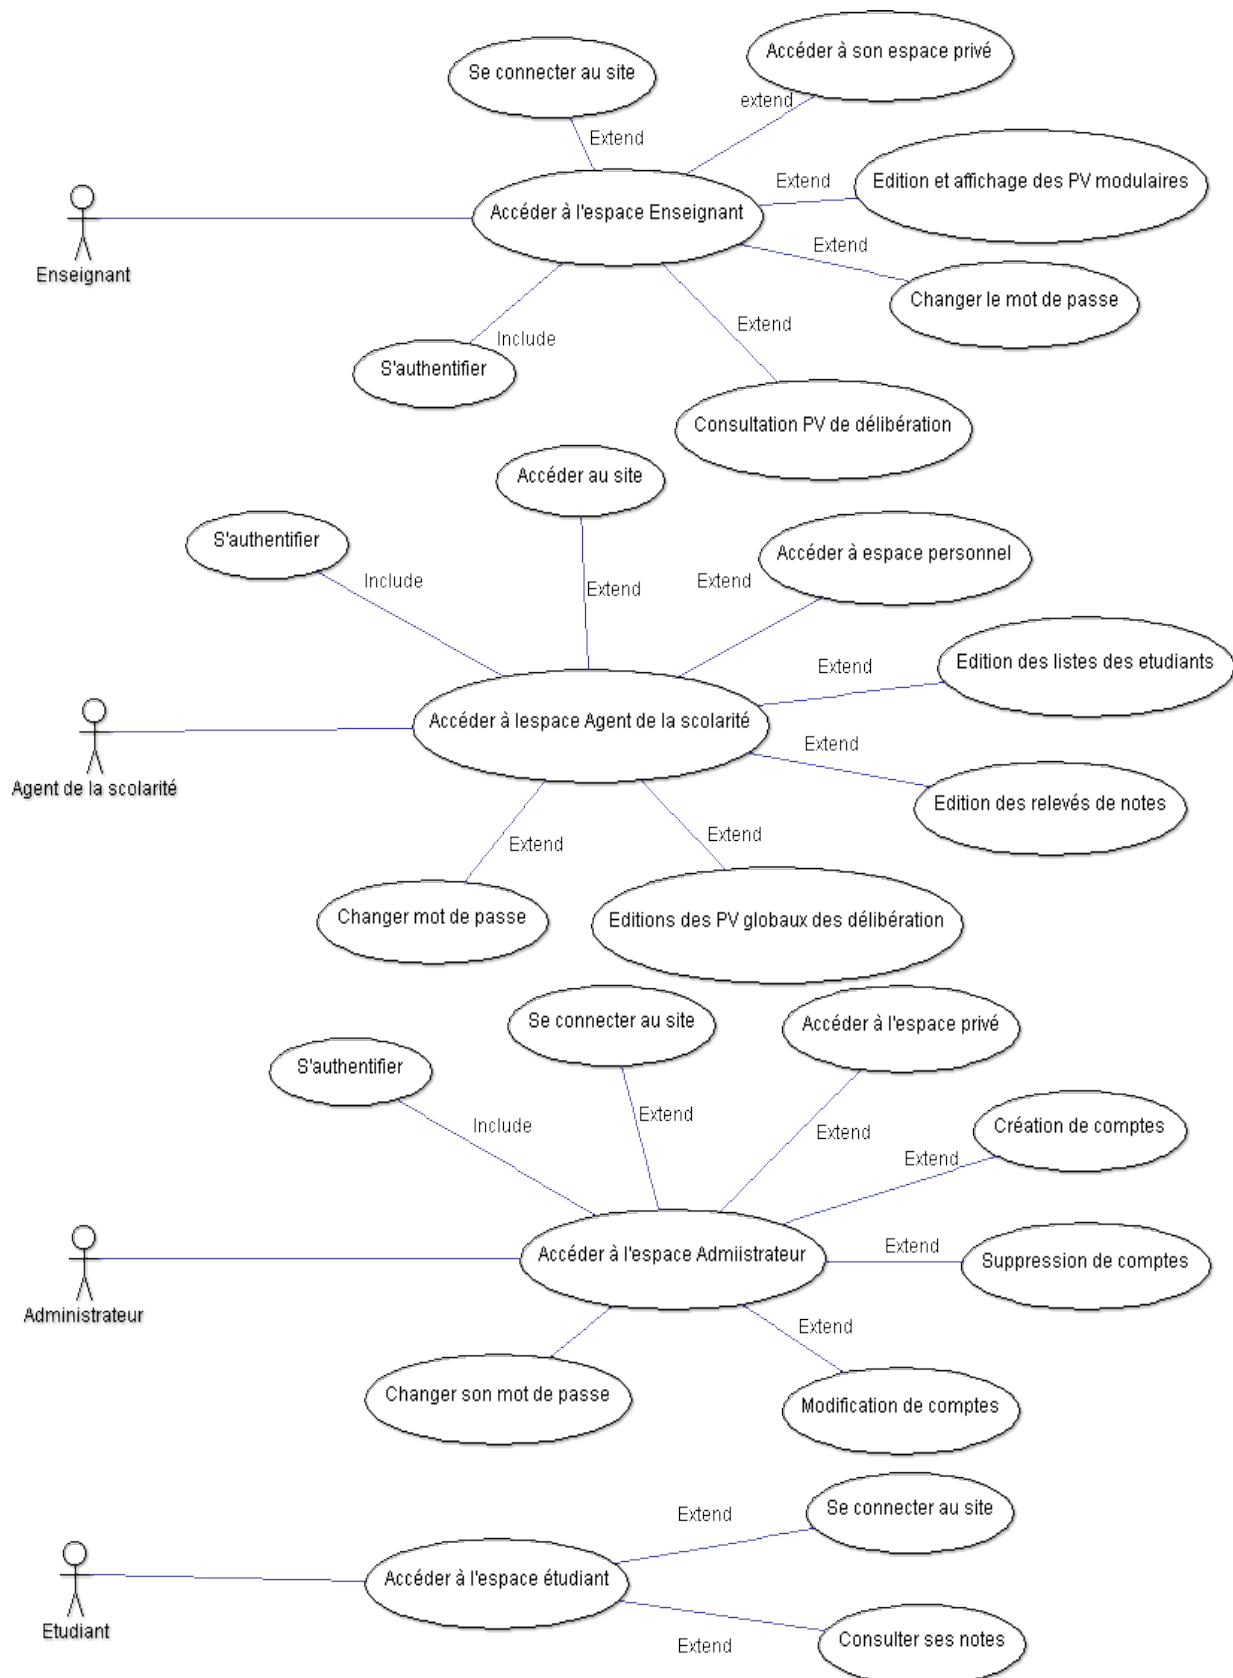 Se connecter au site
Accéder à son espace privé
Extend
extend
Edition et affichage des PV modulaires
Extend
Accéder à l'espace Enseignant
Extend
Enseignant
Changer le mot de passe
Include
Extend
S'authentifier
Consultation PV de délibération
Accéder au site
S'authentifier
Accéder à espace personnel
Include
Extend
Extend
Edition des listes des etudiants
Extend
Accéder à lespace Agent de la scolarité
Extend
Agent de la scolarité
Edition des relevés de notes
Extend
Extend
Changer mot de passe
Editions des PV globaux des délibération
Se connecter au site
Accéder à l'espace privé
S'authentifier
Include
Extend
Extend
Création de comptes
Extend
Accéder à l'espace Admiistrateur
Extend
Suppression de comptes
Administrateur
Extend
Changer son mot de passe
Modification de comptes
Se connecter au site
Extend
Accéder à l'espace étudiant
Etudiant
Extend
Consulter ses notes